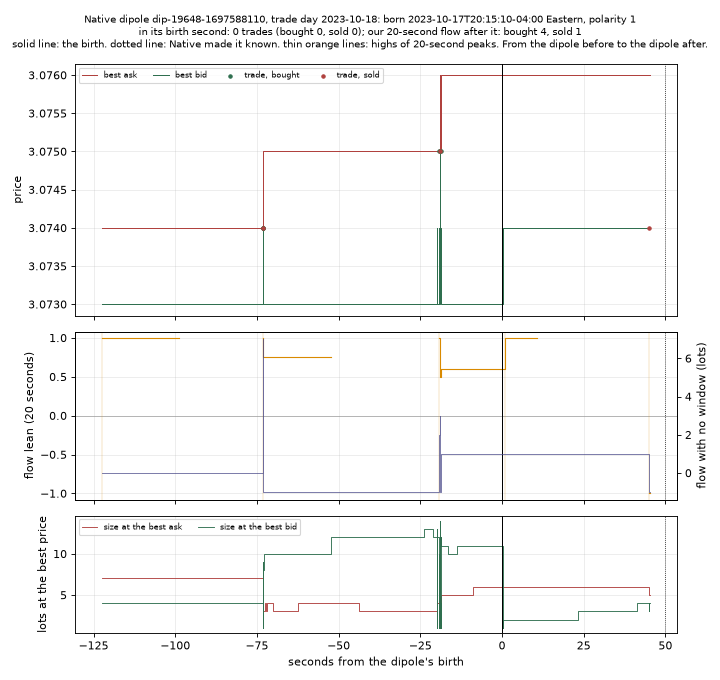 Native dipole dip-19648-1697588110, trade day 2023-10-18: born 2023-10-17T20:15:10-04:00 Eastern, polarity 1
in its birth second: 0 trades (bought 0, sold 0); our 20-second flow after it: bought 4, sold 1
solid line: the birth. dotted line: Native made it known. thin orange lines: highs of 20-second peaks. From the dipole before to the dipole after.
best ask
best bid
trade, bought
trade, sold
3.0760
3.0755
3.0750
3.0745
3.0740
3.0735
3.0730
price
1.0
0.5
0.0
−0.5
−1.0
flow lean (20 seconds)
6
4
2
0
flow with no window (lots)
size at the best ask
size at the best bid
10
5
lots at the best price
−125
−100
−75
−50
−25
0
25
50
seconds from the dipole's birth